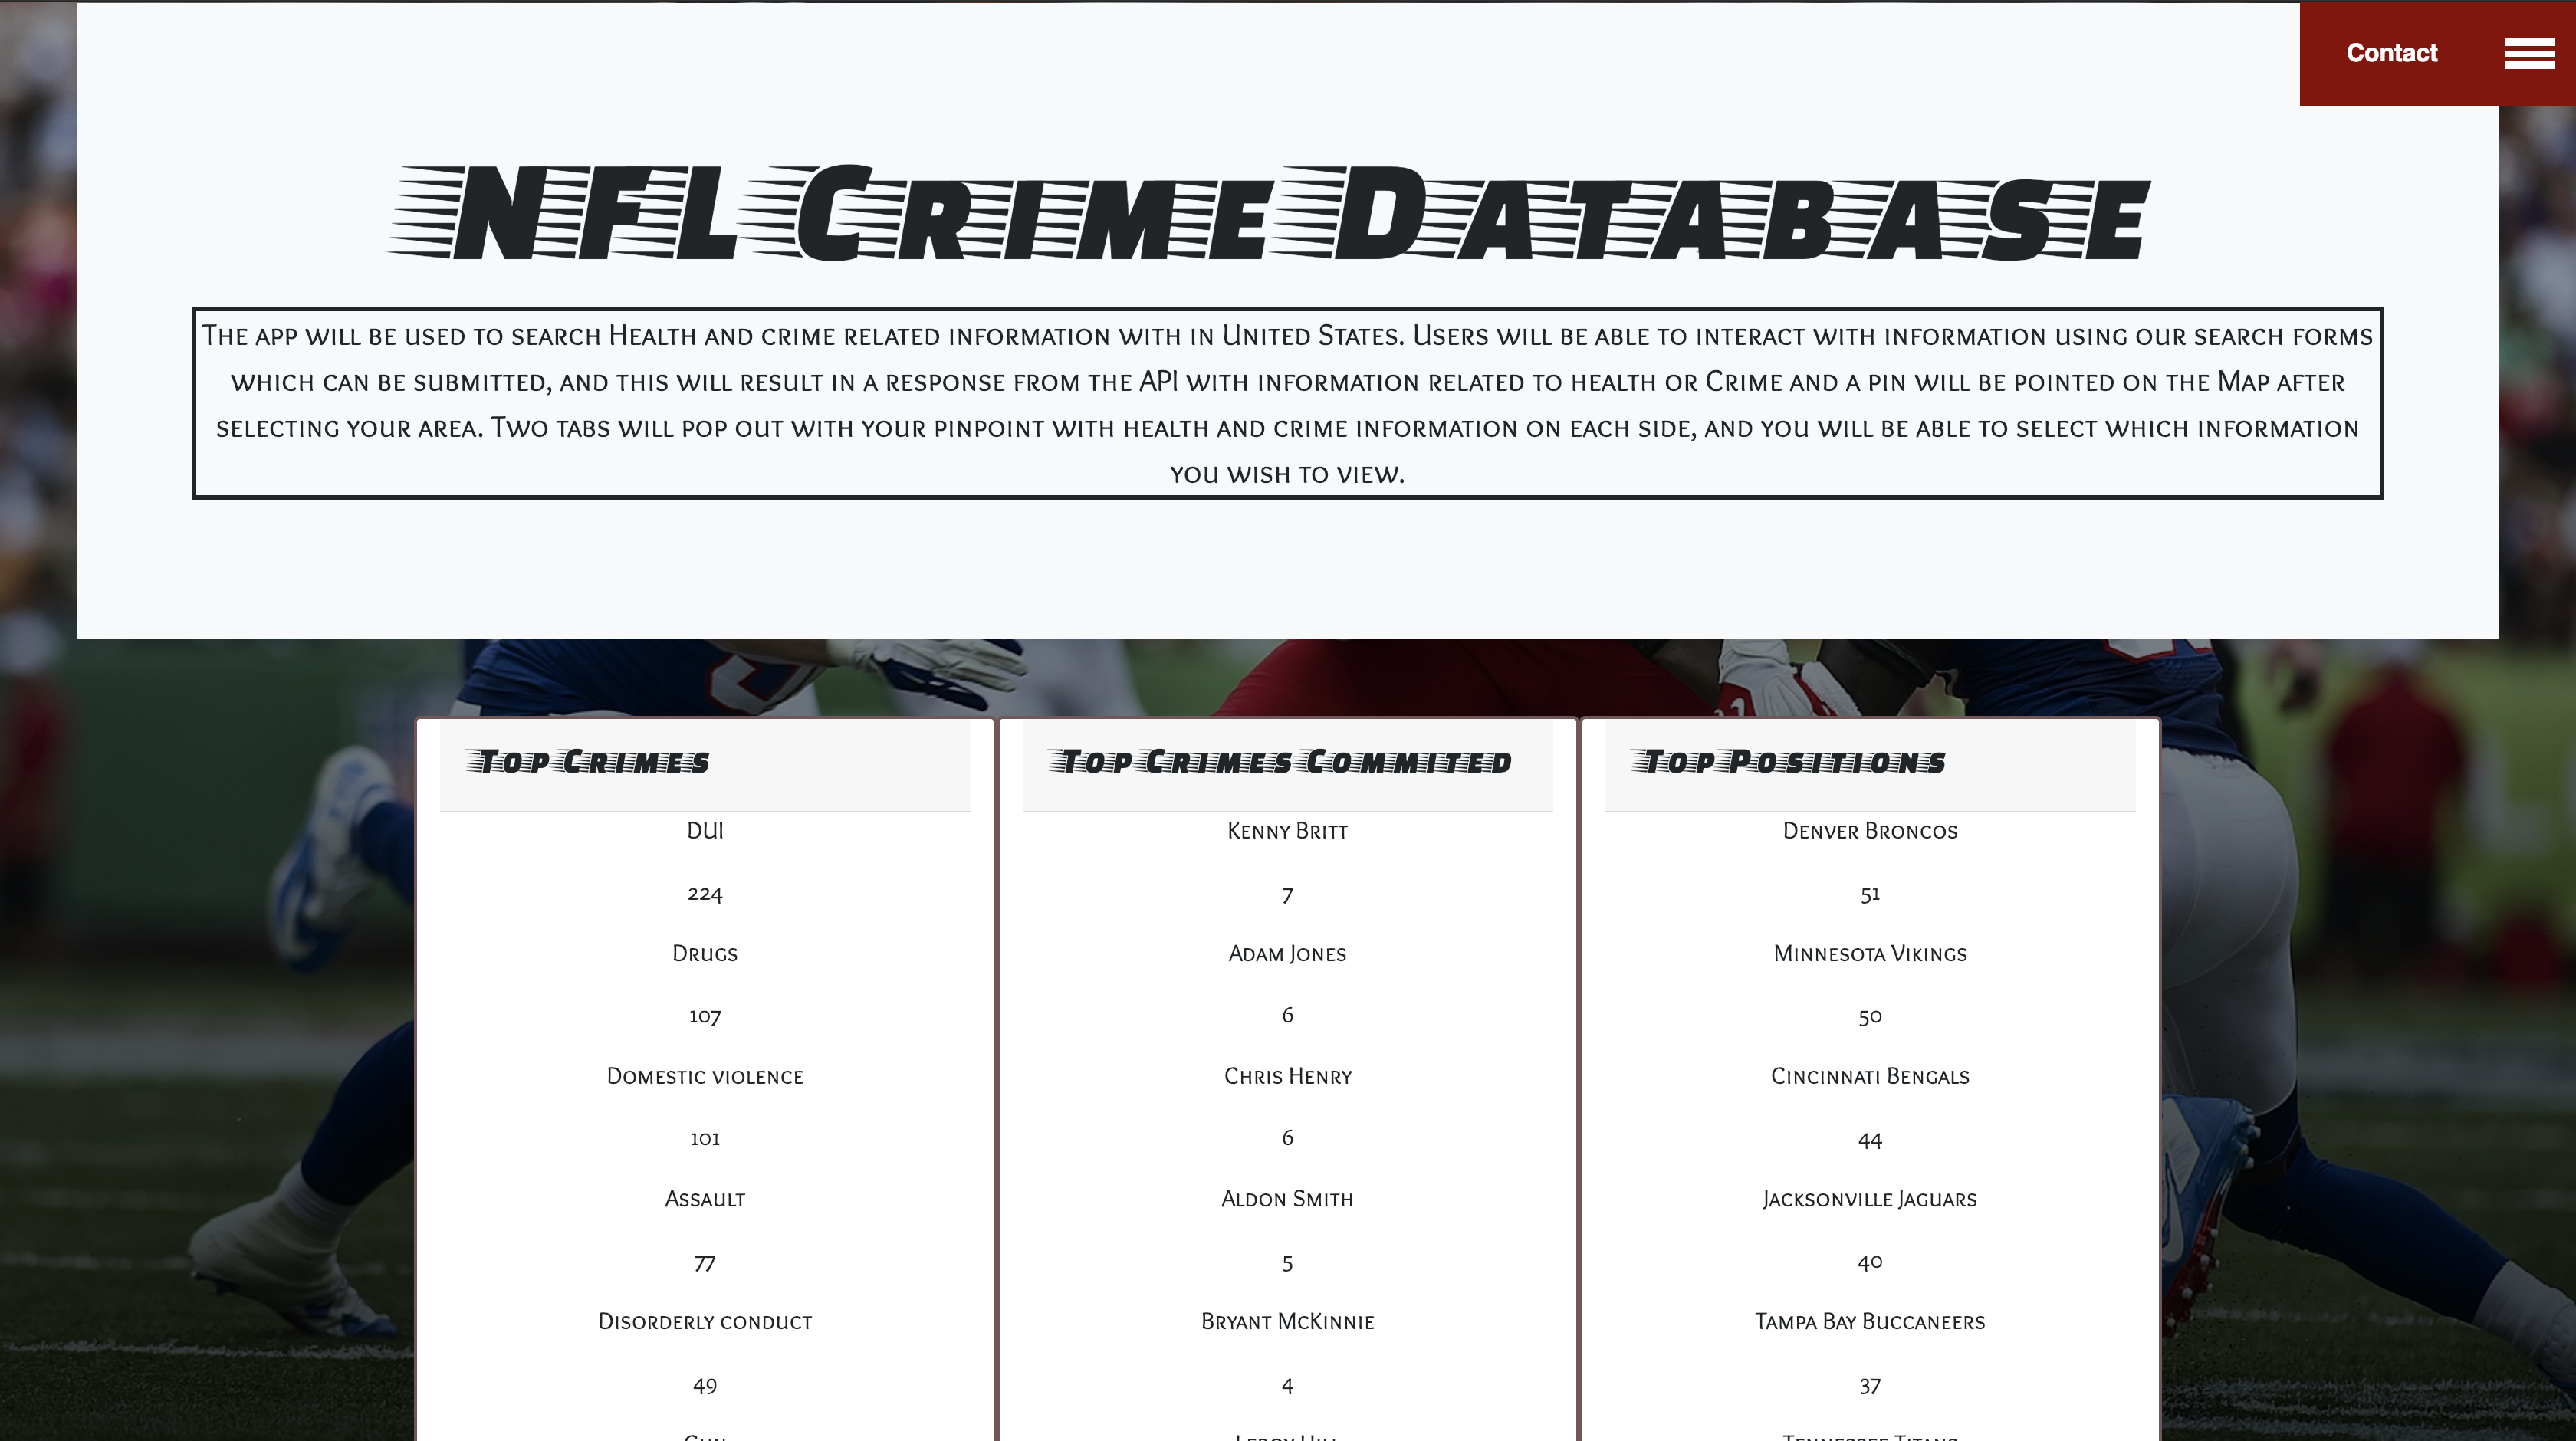 Contact
NFL Crime Database
The app will be used to search Health and crime related information with in United States. Users will be able to interact with information using our search forms
which can be submitted, and this will result in a response from the API with information related to health or Crime and a pin will be pointed on the Map after
selecting your area. Two tabs will pop out with your pinpoint with health and crime information on each side, and you will be able to select which information
you wish to view.
Top Crimes
DUI
224
Drugs
107
Domestic violence
101
Assault
77
Disorderly conduct
49
Gun
Top Crimes Commited
Kenny Britt
7
Adam Jones
6
Chris Henry
6
Aldon Smith
5
Bryant McKinnie
4
Leroy Hill
Top Positions
Denver Broncos
51
Minnesota Vikings
50
Cincinnati Bengals
44
Jacksonville Jaguars
40
Tampa Bay Buccaneers
37
Tennessee Titans